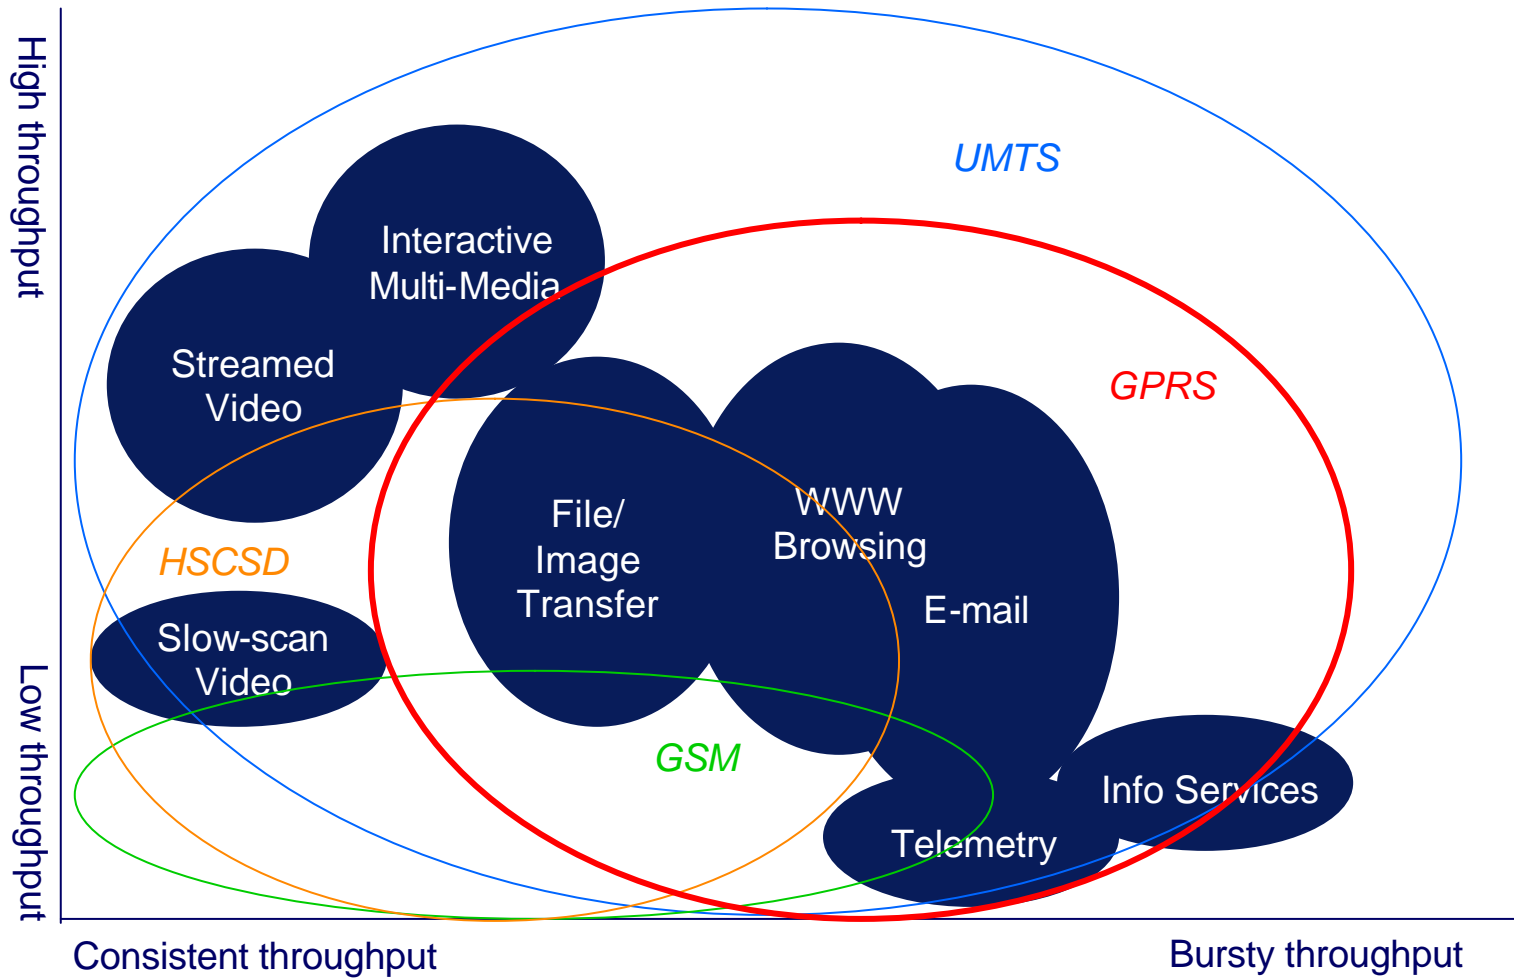 High throughput
Low throughput
UMTS
Interactive
Multi-Media
Streamed
Video
GPRS
HSCSD
File/
Image
Transfer
WWW
Browsing
E-mail
Slow-scan
Video
GSM
Info Services
Telemetry
Consistent throughput
Bursty throughput